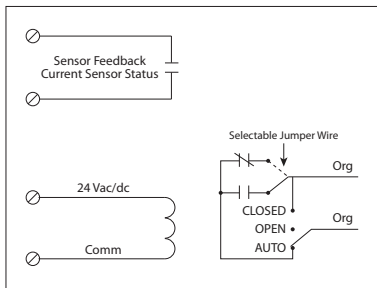 Sensor Feedback
Current Sensor Status
Selectable Jumper Wire
Org
24 Vac/dc
CLOSED
OPEN
Org
AUTO
Comm